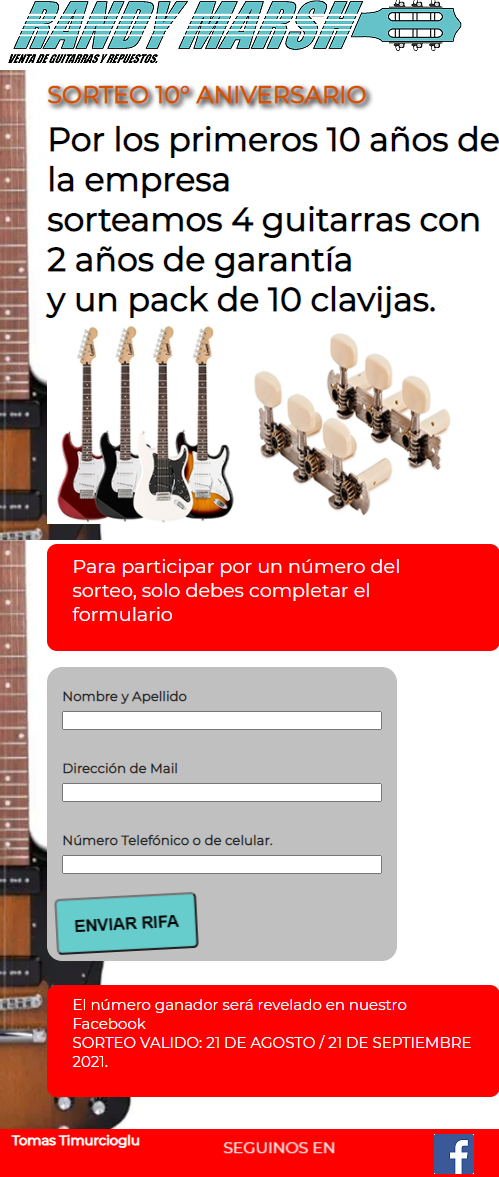 RANDY MARSH
VENTA DE GUITARRAS Y REPUESTOS.
SORTEO 10° ANIVERSARIO
Por los primeros 10 años de
la empresa
sorteamos 4 guitarras con
2 años de garantía
y un pack de 10 clavijas.
Para participar por un número del
sorteo, solo debes completar el
formulario
Nombre y Apellido
Dirección de Mail
Número Telefónico o de celular.
ENVIAR RIFA
El número ganador será revelado en nuestro
Facebook
SORTEO VALIDO: 21 DE AGOSTO / 21 DE SEPTIEMBRE
2021.
Tomas Timurcioglu
SEGUINOS EN
f